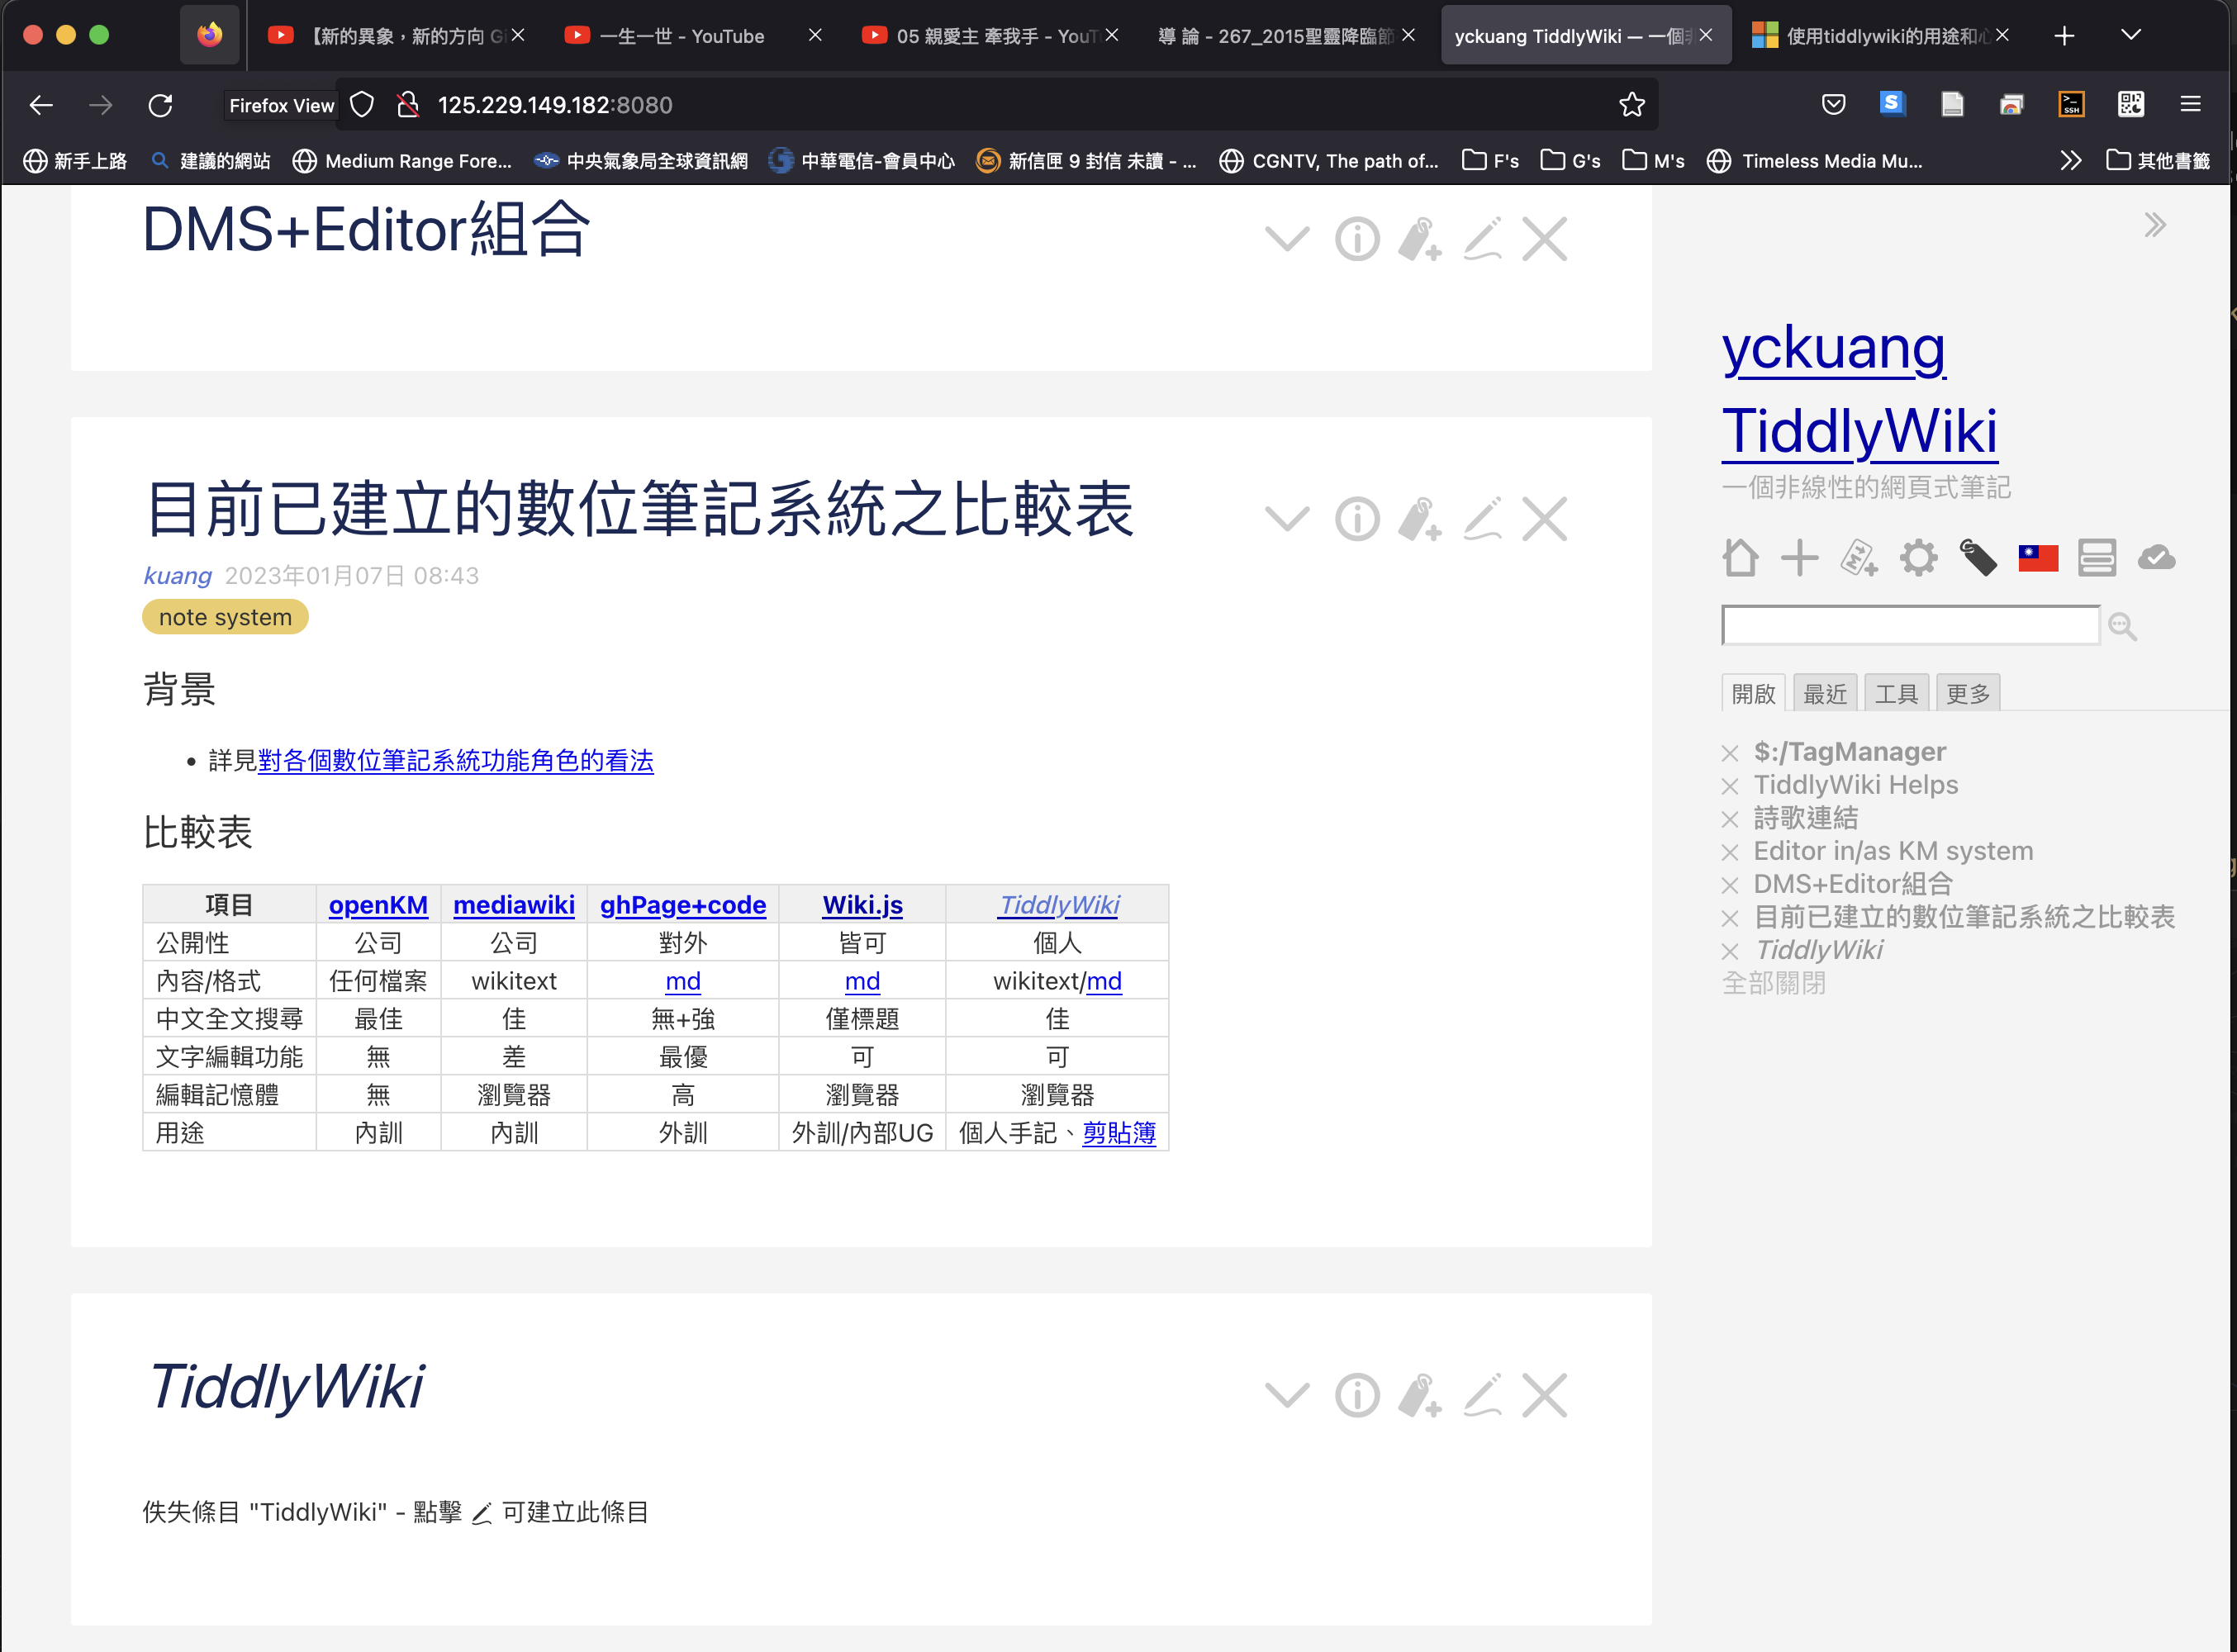 【新的異象，新的方向 G
一生一世 - YouTube
05 親愛主 牽我手 - YouT
導 論 - 267_2015聖靈降臨節
yckuang TiddlyWiki — 一個非
使用tiddlywiki的用途和心
Firefox View
125.229.149.182:8080
S
SSH
新手上路
建議的網站
Medium Range Fore...
中央氣象局全球資訊網
中華電信-會員中心
新信匣 9 封信 未讀 - ...
CGNTV, The path of...
F's
G's
M's
Timeless Media Mu...
其他書籤
DMS+Editor組合
目前已建立的數位筆記系統之比較表
kuang 2023年01月07日 08:43
note system
背景
• 詳見對各個數位筆記系統功能角色的看法
比較表
項目 openKM mediawiki ghPage+code Wiki.js TiddlyWiki
公開性 公司 公司 對外 皆可 個人
內容/格式 任何檔案 wikitext md md wikitext/md
中文全文搜尋 最佳 佳 無+強 僅標題 佳
文字編輯功能 無 差 最優 可 可
編輯記憶體 無 瀏覽器 高 瀏覽器 瀏覽器
用途 內訓 內訓 外訓 外訓/內部UG 個人手記、剪貼簿
TiddlyWiki
佚失條目 "TiddlyWiki" - 點擊 可建立此條目
yckuang
TiddlyWiki
一個非線性的網頁式筆記
開啟 最近 工具 更多
$:/TagManager
TiddlyWiki Helps
詩歌連結
Editor in/as KM system
DMS+Editor組合
目前已建立的數位筆記系統之比較表
TiddlyWiki
全部關閉